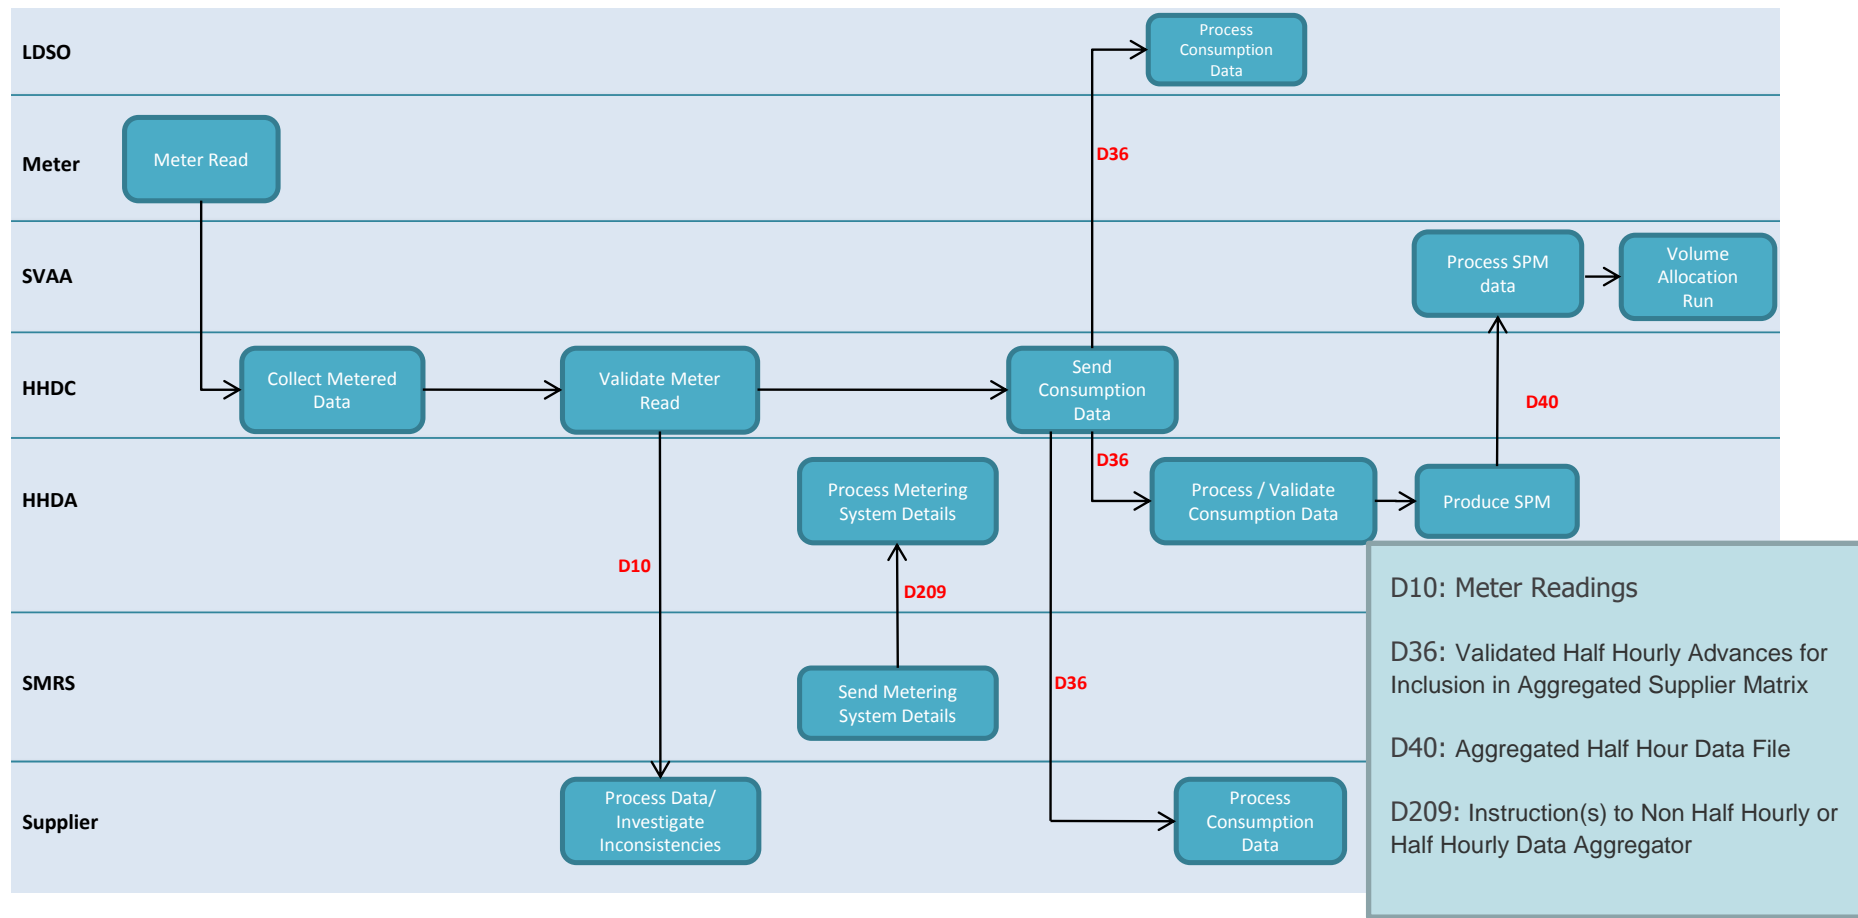 LDSO
Process
Consumption
Data
Meter
Meter Read
D36
SVAA
Process SPM
data
Volume
Allocation
Run
HHDC
Collect Metered
Data
Validate Meter
Read
Send
Consumption
Data
D40
HHDA
Process Metering
System Details
D36
Process / Validate
Consumption Data
Produce SPM
D10
D209
SMRS
Send Metering
System Details
D36
Supplier
Process Data/
Investigate
Inconsistencies
Process
Consumption
Data
D10: Meter Readings
D36: Validated Half Hourly Advances for
Inclusion in Aggregated Supplier Matrix
D40: Aggregated Half Hour Data File
D209: Instruction(s) to Non Half Hourly or
Half Hourly Data Aggregator